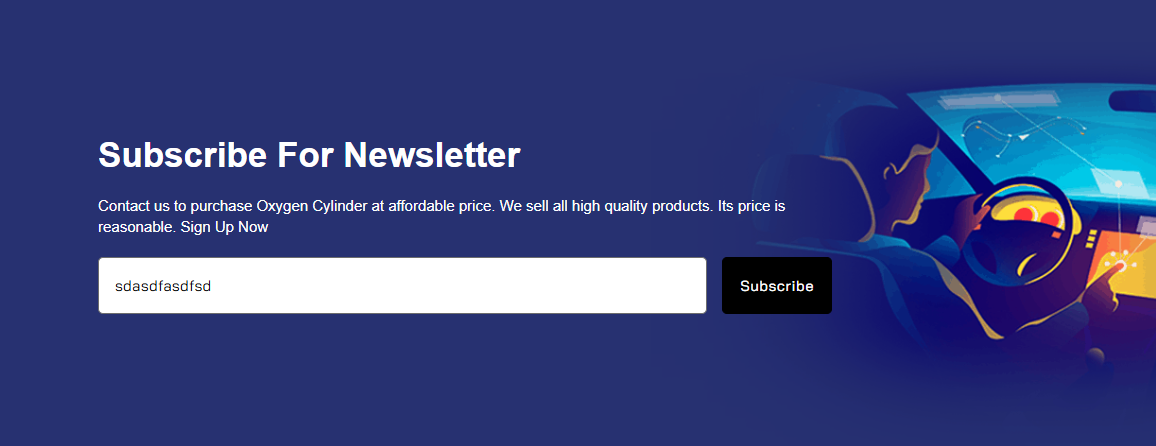 Subscribe For Newsletter
Contact us to purchase Oxygen Cylinder at affordable price. We sell all high quality products. Its price is
reasonable. Sign Up Now
sdasdfasdfsd
Subscribe